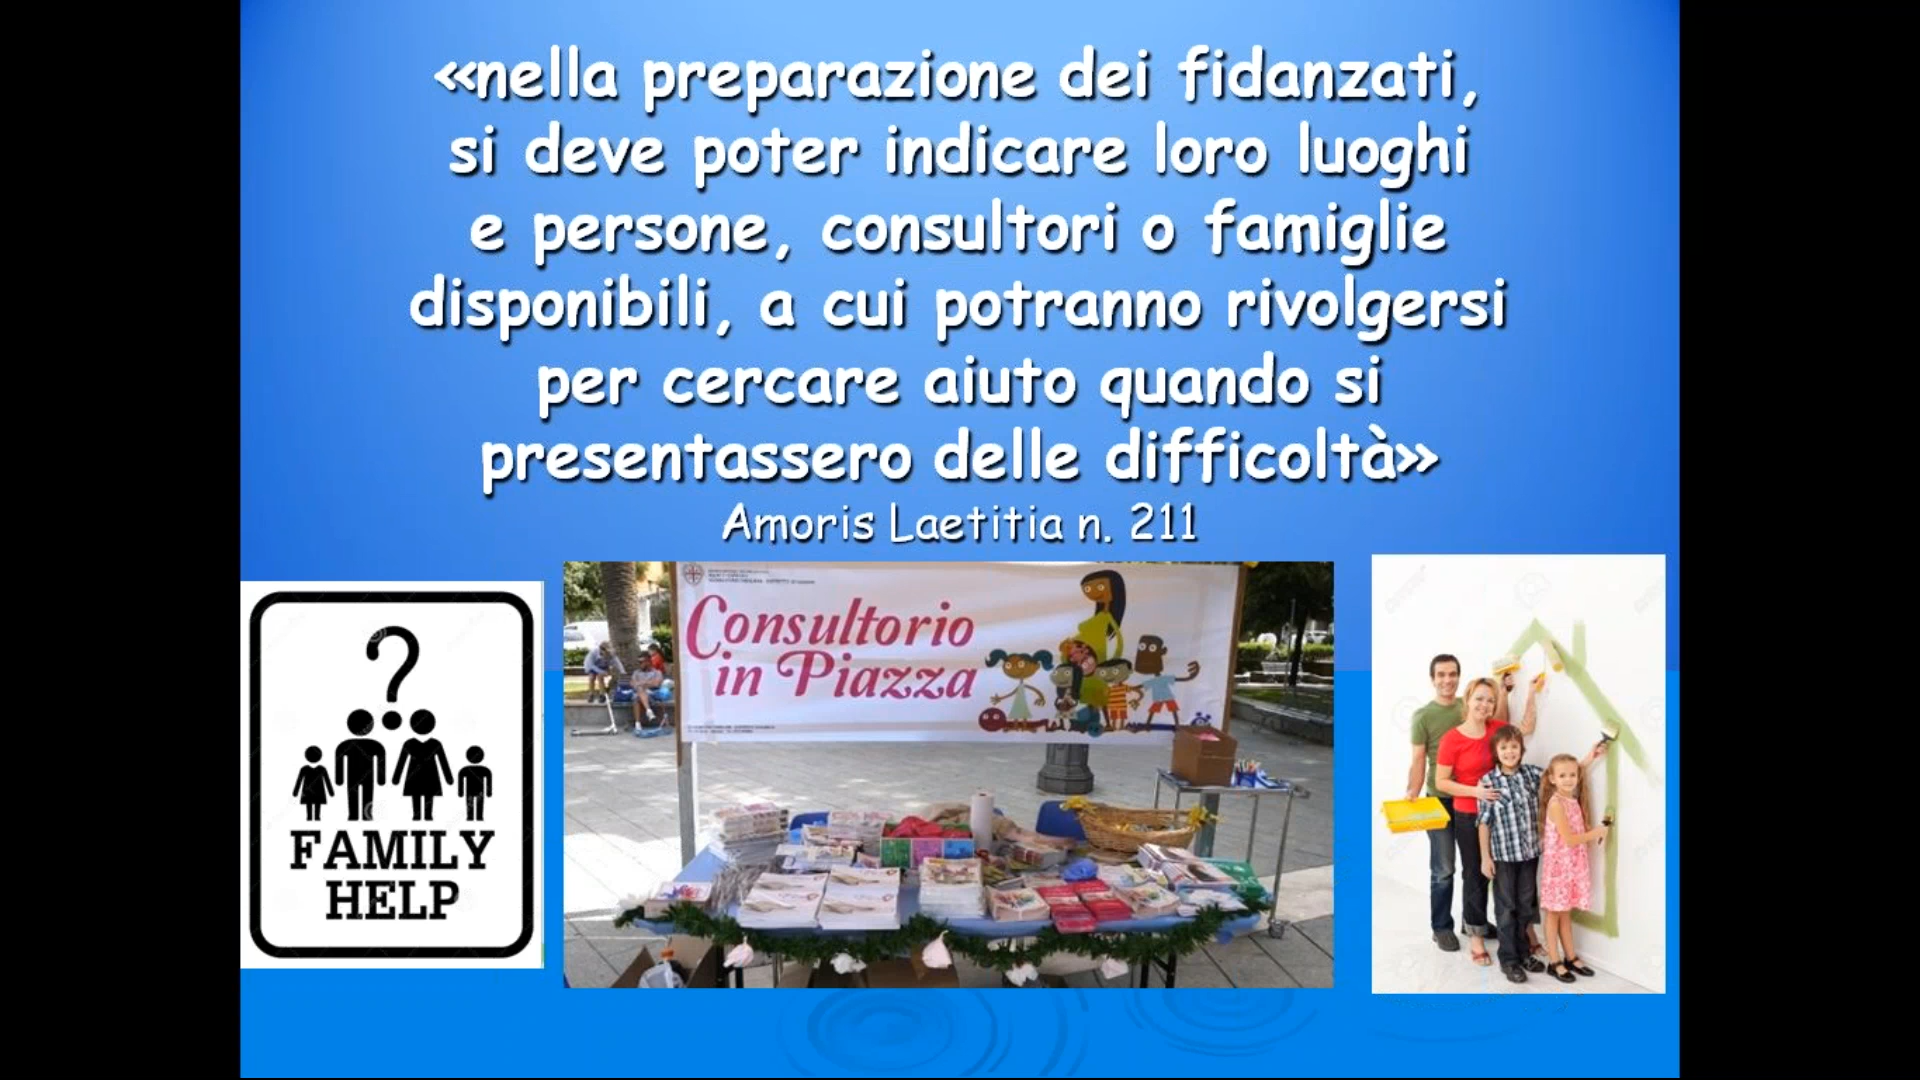 «nella preparazione dei fidanzati,
si deve poter indicare loro luoghi
e persone, consultori o famiglie
disponibili, a cui potranno rivolgersi
per cercare aiuto quando si
presentassero delle difficoltà»
Amoris Laetitia n. 211
?
FAMILY
HELP
Consultorio
in Piazza